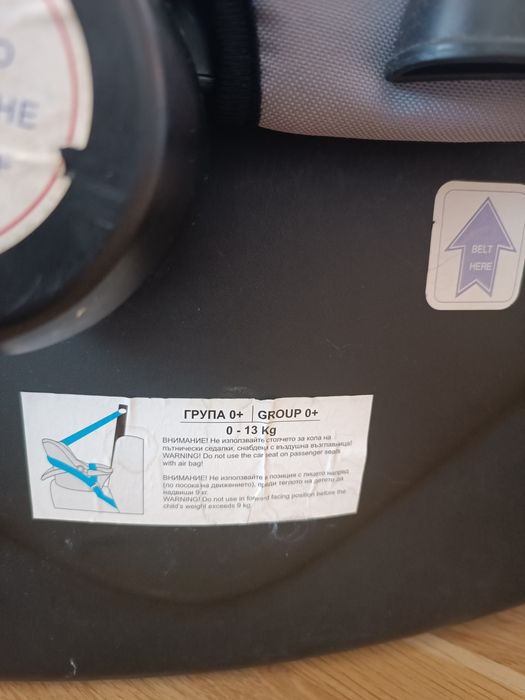 НЕ
BELT
HERE
ГРУПА 0+ | GROUP 0+
0 - 13 Kg
ВНИМАНИЕ! Не използвайте столчето за кола на
пътнически седалки, снабдени с въздушна възглавница!
WARNING! Do not use the car seat on passenger seats
with air bag!
ВНИМАНИЕ! Не използвайте в позиция с лицето напред
(по посока на движението), преди теглото на детето да
надвиши 9 кг.
WARNING! Do not use in forward facing position before the
child's weight exceeds 9 kg.